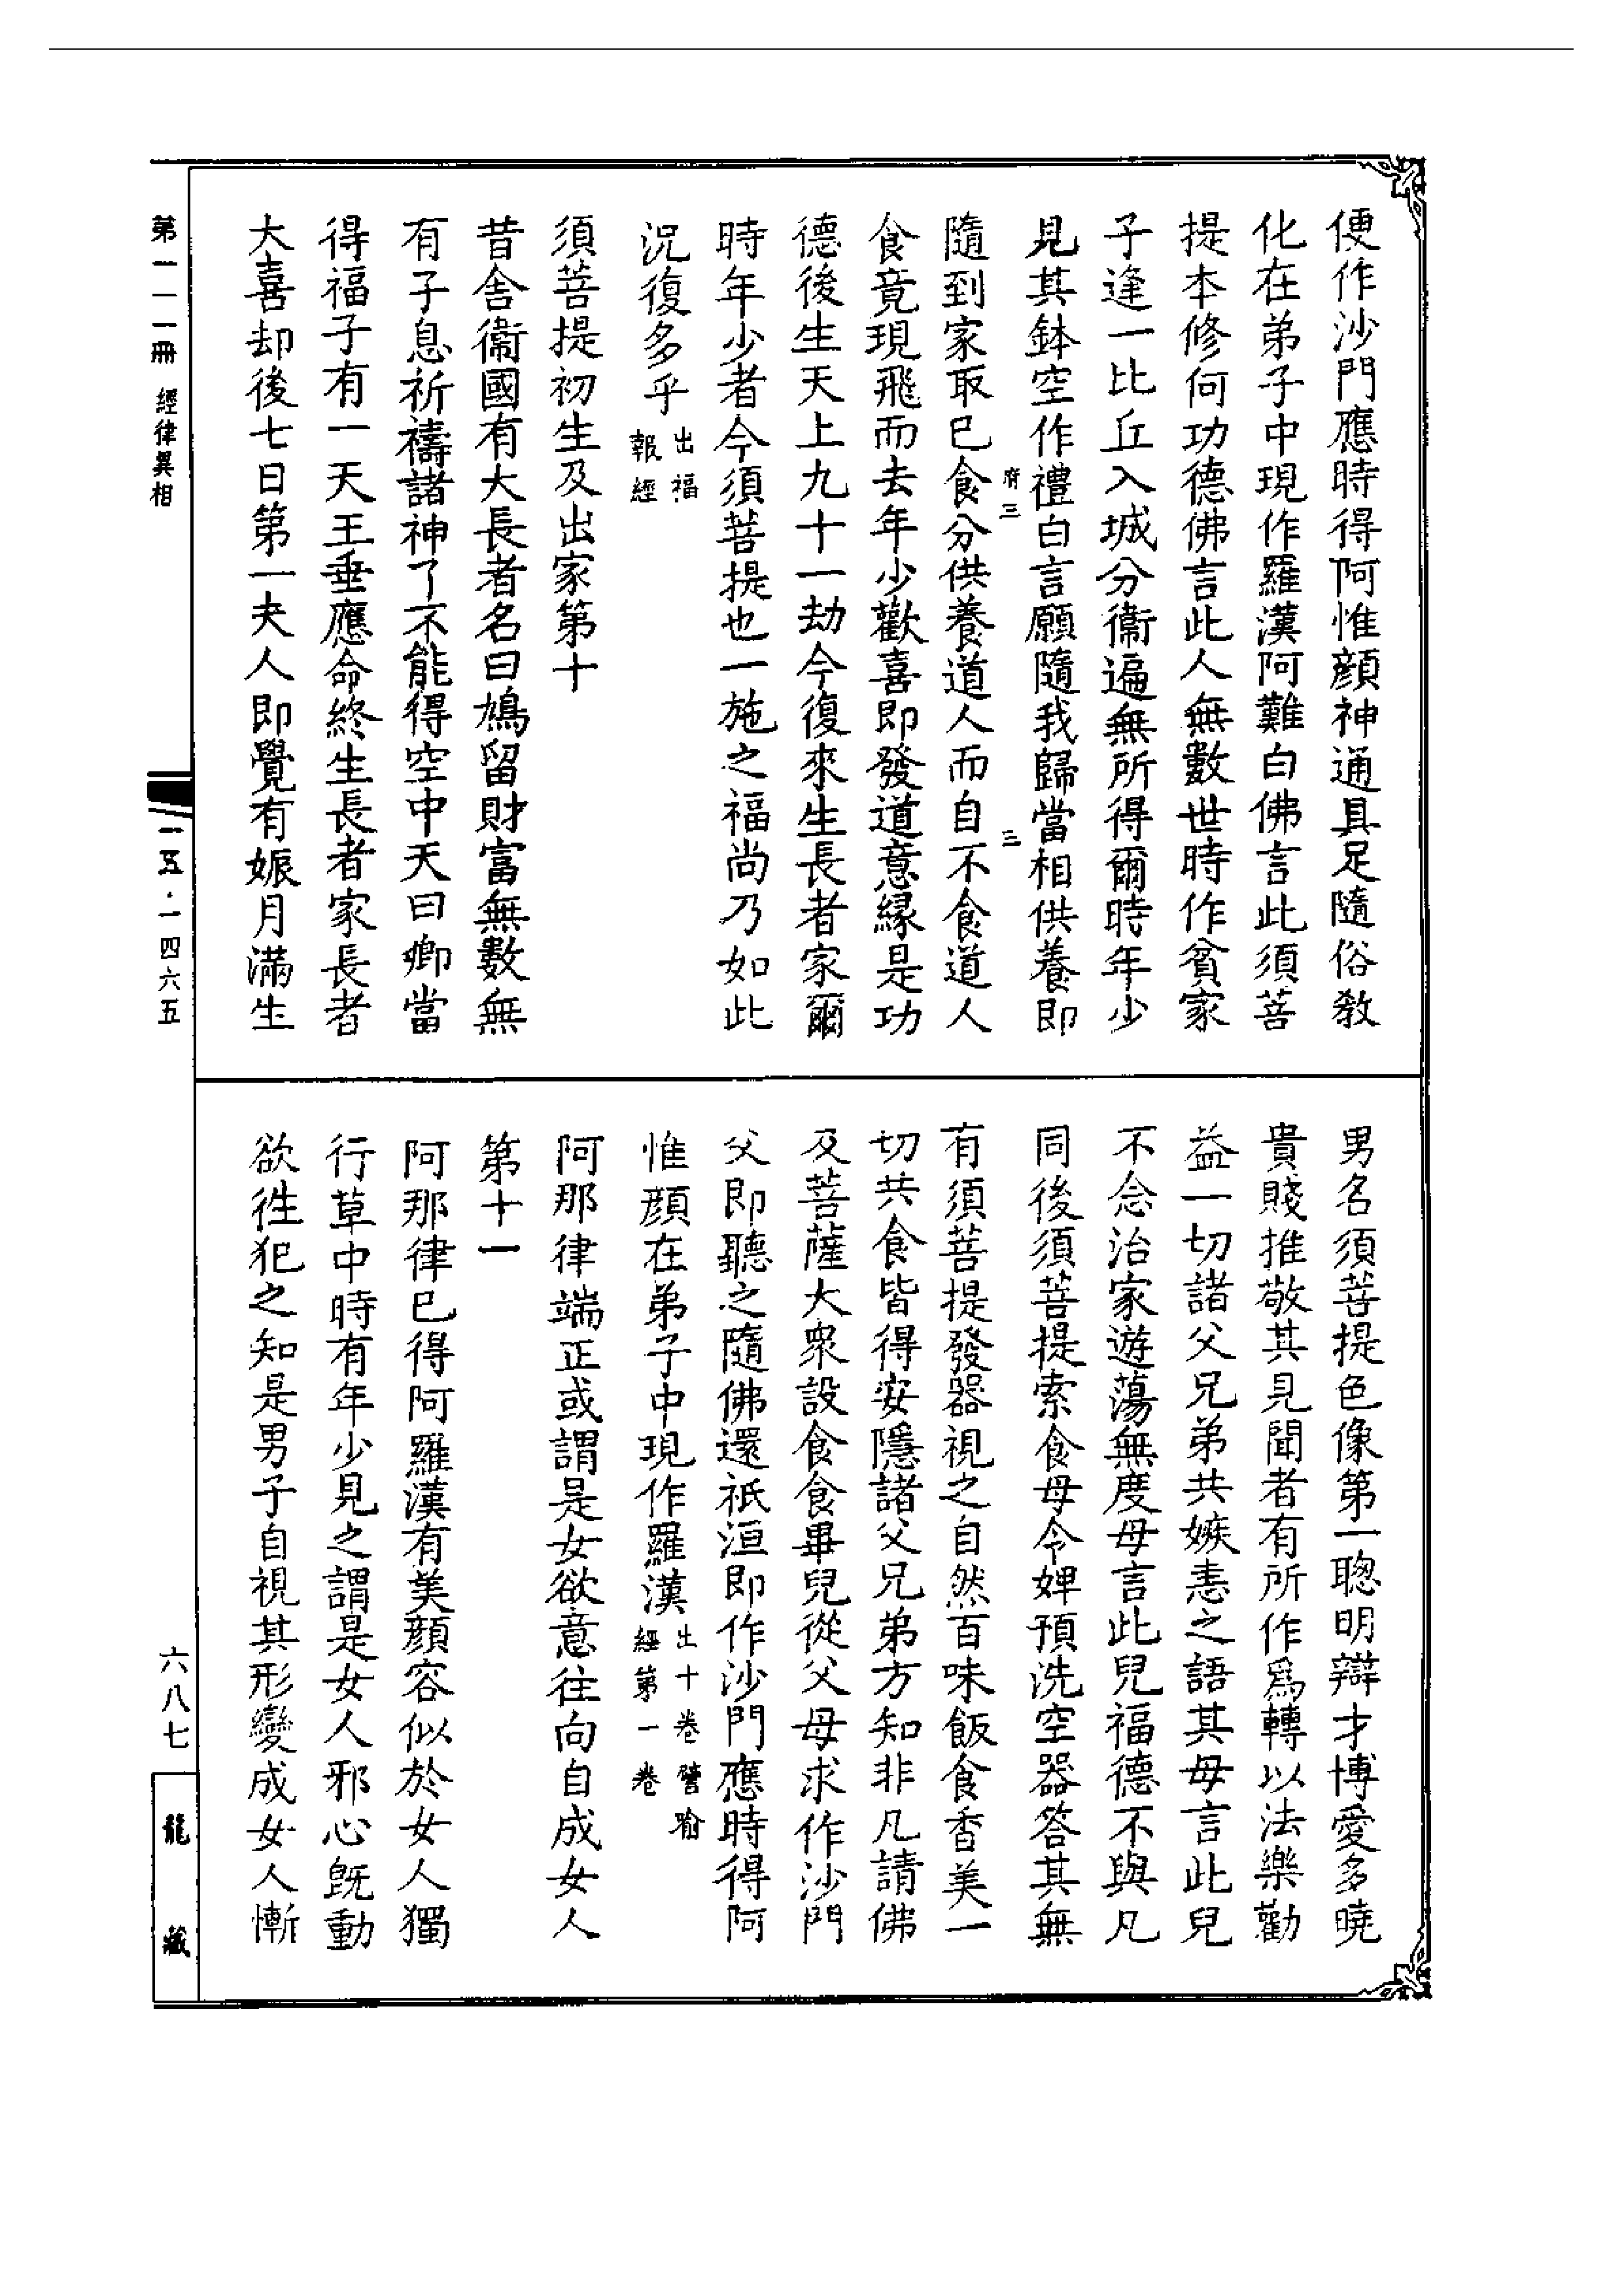 便作沙門應時得阿惟顔神通具足隨俗教
化在弟子中現作羅漢阿難白佛言此須菩
提本修何功德佛言此人無數世時作貧家
子逢一比丘入城分衞遍無所得爾時年少
見其鉢空作禮白言願隨我歸當相供養即
府三
三
隨到家取已食分供養道人而自不食道人
食竟現飛而去年少歡喜即發道意緣是功
德後生天上九十一劫今復來生長者家爾
時年少者今須菩提也一施之福尚乃如此
況復多乎出福
報經
須菩提初生及出家第十
昔舍衞國有大長者名曰鳩留財富無數無
有子息祈禱諸神了不能得空中天曰卿當
得福子有一天王垂應命終生長者家長者
大喜却後七日第一夫人即覺有娠月滿生
男名須菩提色像第一聰明辯才博愛多曉
貴賤推敬其見聞者有所作爲轉以法樂勸
益一切諸父兄弟共嫉恚之語其母言此兒
不念治家遊蕩無度母言此兒福德不與凡
同後須菩提索食母令婢預洗空器答其無
有須菩提發器視之自然百味飯食香美一
切共食皆得安隱諸父兄弟方知非凡請佛
及菩薩大衆設食食畢兒從父母求作沙門
父即聽之隨佛還祇洹即作沙門應時得阿
惟顔在弟子中現作羅漢出十卷譬喻
經第一卷
阿那律端正或謂是女欲意往向自成女人
第十一
阿那律已得阿羅漢有美顔容似於女人獨
行草中時有年少見之謂是女人邪心既動
欲徃犯之知是男子自視其形變成女人慚
第一一一冊 經律異相
一五·一四六五
六八七
龍藏